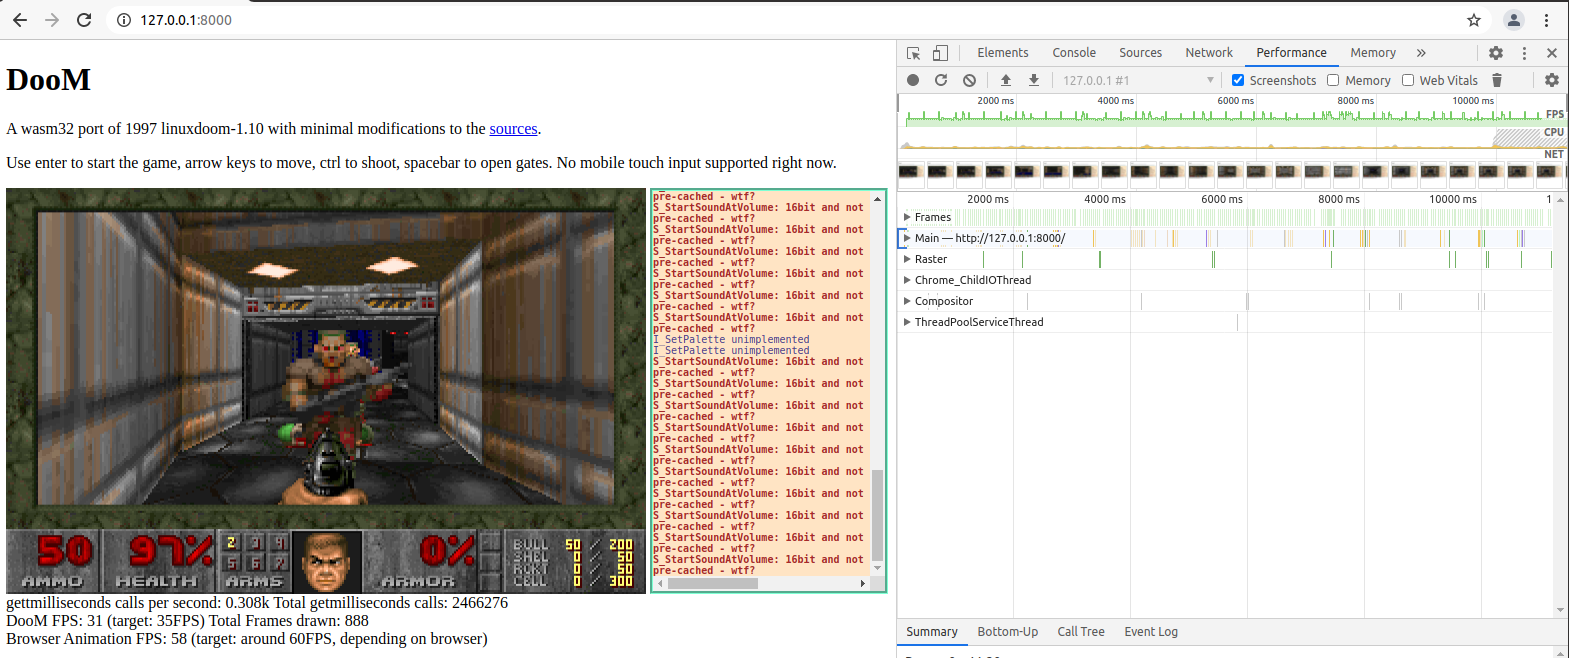 127.0.0.1:8000
DooM
A wasm32 port of 1997 linuxdoom-1.10 with minimal modifications to the sources.
Use enter to start the game, arrow keys to move, ctrl to shoot, spacebar to open gates. No mobile touch input supported right now.
pre-cached - wtf?
S_StartSoundAtVolume: 16bit and not
pre-cached - wtf?
S_StartSoundAtVolume: 16bit and not
pre-cached - wtf?
S_StartSoundAtVolume: 16bit and not
pre-cached - wtf?
S_StartSoundAtVolume: 16bit and not
pre-cached - wtf?
S_StartSoundAtVolume: 16bit and not
pre-cached - wtf?
S_StartSoundAtVolume: 16bit and not
pre-cached - wtf?
I_SetPalette unimplemented
I_SetPalette unimplemented
S_StartSoundAtVolume: 16bit and not
pre-cached - wtf?
S_StartSoundAtVolume: 16bit and not
pre-cached - wtf?
S_StartSoundAtVolume: 16bit and not
pre-cached - wtf?
S_StartSoundAtVolume: 16bit and not
pre-cached - wtf?
S_StartSoundAtVolume: 16bit and not
pre-cached - wtf?
S_StartSoundAtVolume: 16bit and not
pre-cached - wtf?
S_StartSoundAtVolume: 16bit and not
pre-cached - wtf?
S_StartSoundAtVolume: 16bit and not
pre-cached - wtf?
S_StartSoundAtVolume: 16bit and not
pre-cached - wtf?
S_StartSoundAtVolume: 16bit and not
pre-cached - wtf?
50 97% 2 3 4 0% BULL 50 / 200
5 6 7 SHEL 0 / 50
RCKT 0 / 50
AMMO HEALTH ARMS ARMOR CELL 0 / 300
gettmilliseconds calls per second: 0.308k Total getmilliseconds calls: 2466276
DooM FPS: 31 (target: 35FPS) Total Frames drawn: 888
Browser Animation FPS: 58 (target: around 60FPS, depending on browser)
Elements Console Sources Network Performance Memory »
127.0.0.1 #1 Screenshots Memory Web Vitals
2000 ms 4000 ms 6000 ms 8000 ms 10000 ms
FPS
CPU
NET
2000 ms 4000 ms 6000 ms 8000 ms 10000 ms 1
Frames
Main — http://127.0.0.1:8000/
Raster
Chrome_ChildIOThread
Compositor
ThreadPoolServiceThread
Summary Bottom-Up Call Tree Event Log